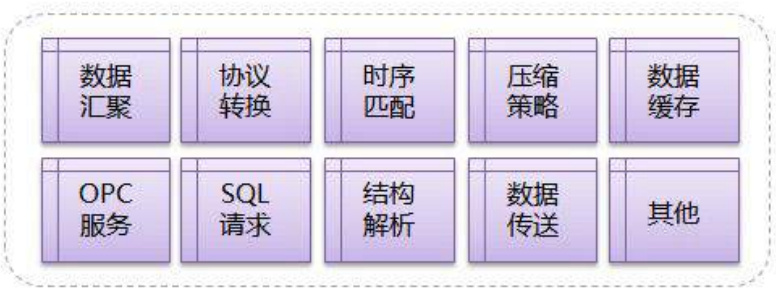 数据
汇聚
协议
转换
时序
匹配
压缩
策略
数据
缓存
OPC
服务
SQL
请求
结构
解析
数据
传送
其他